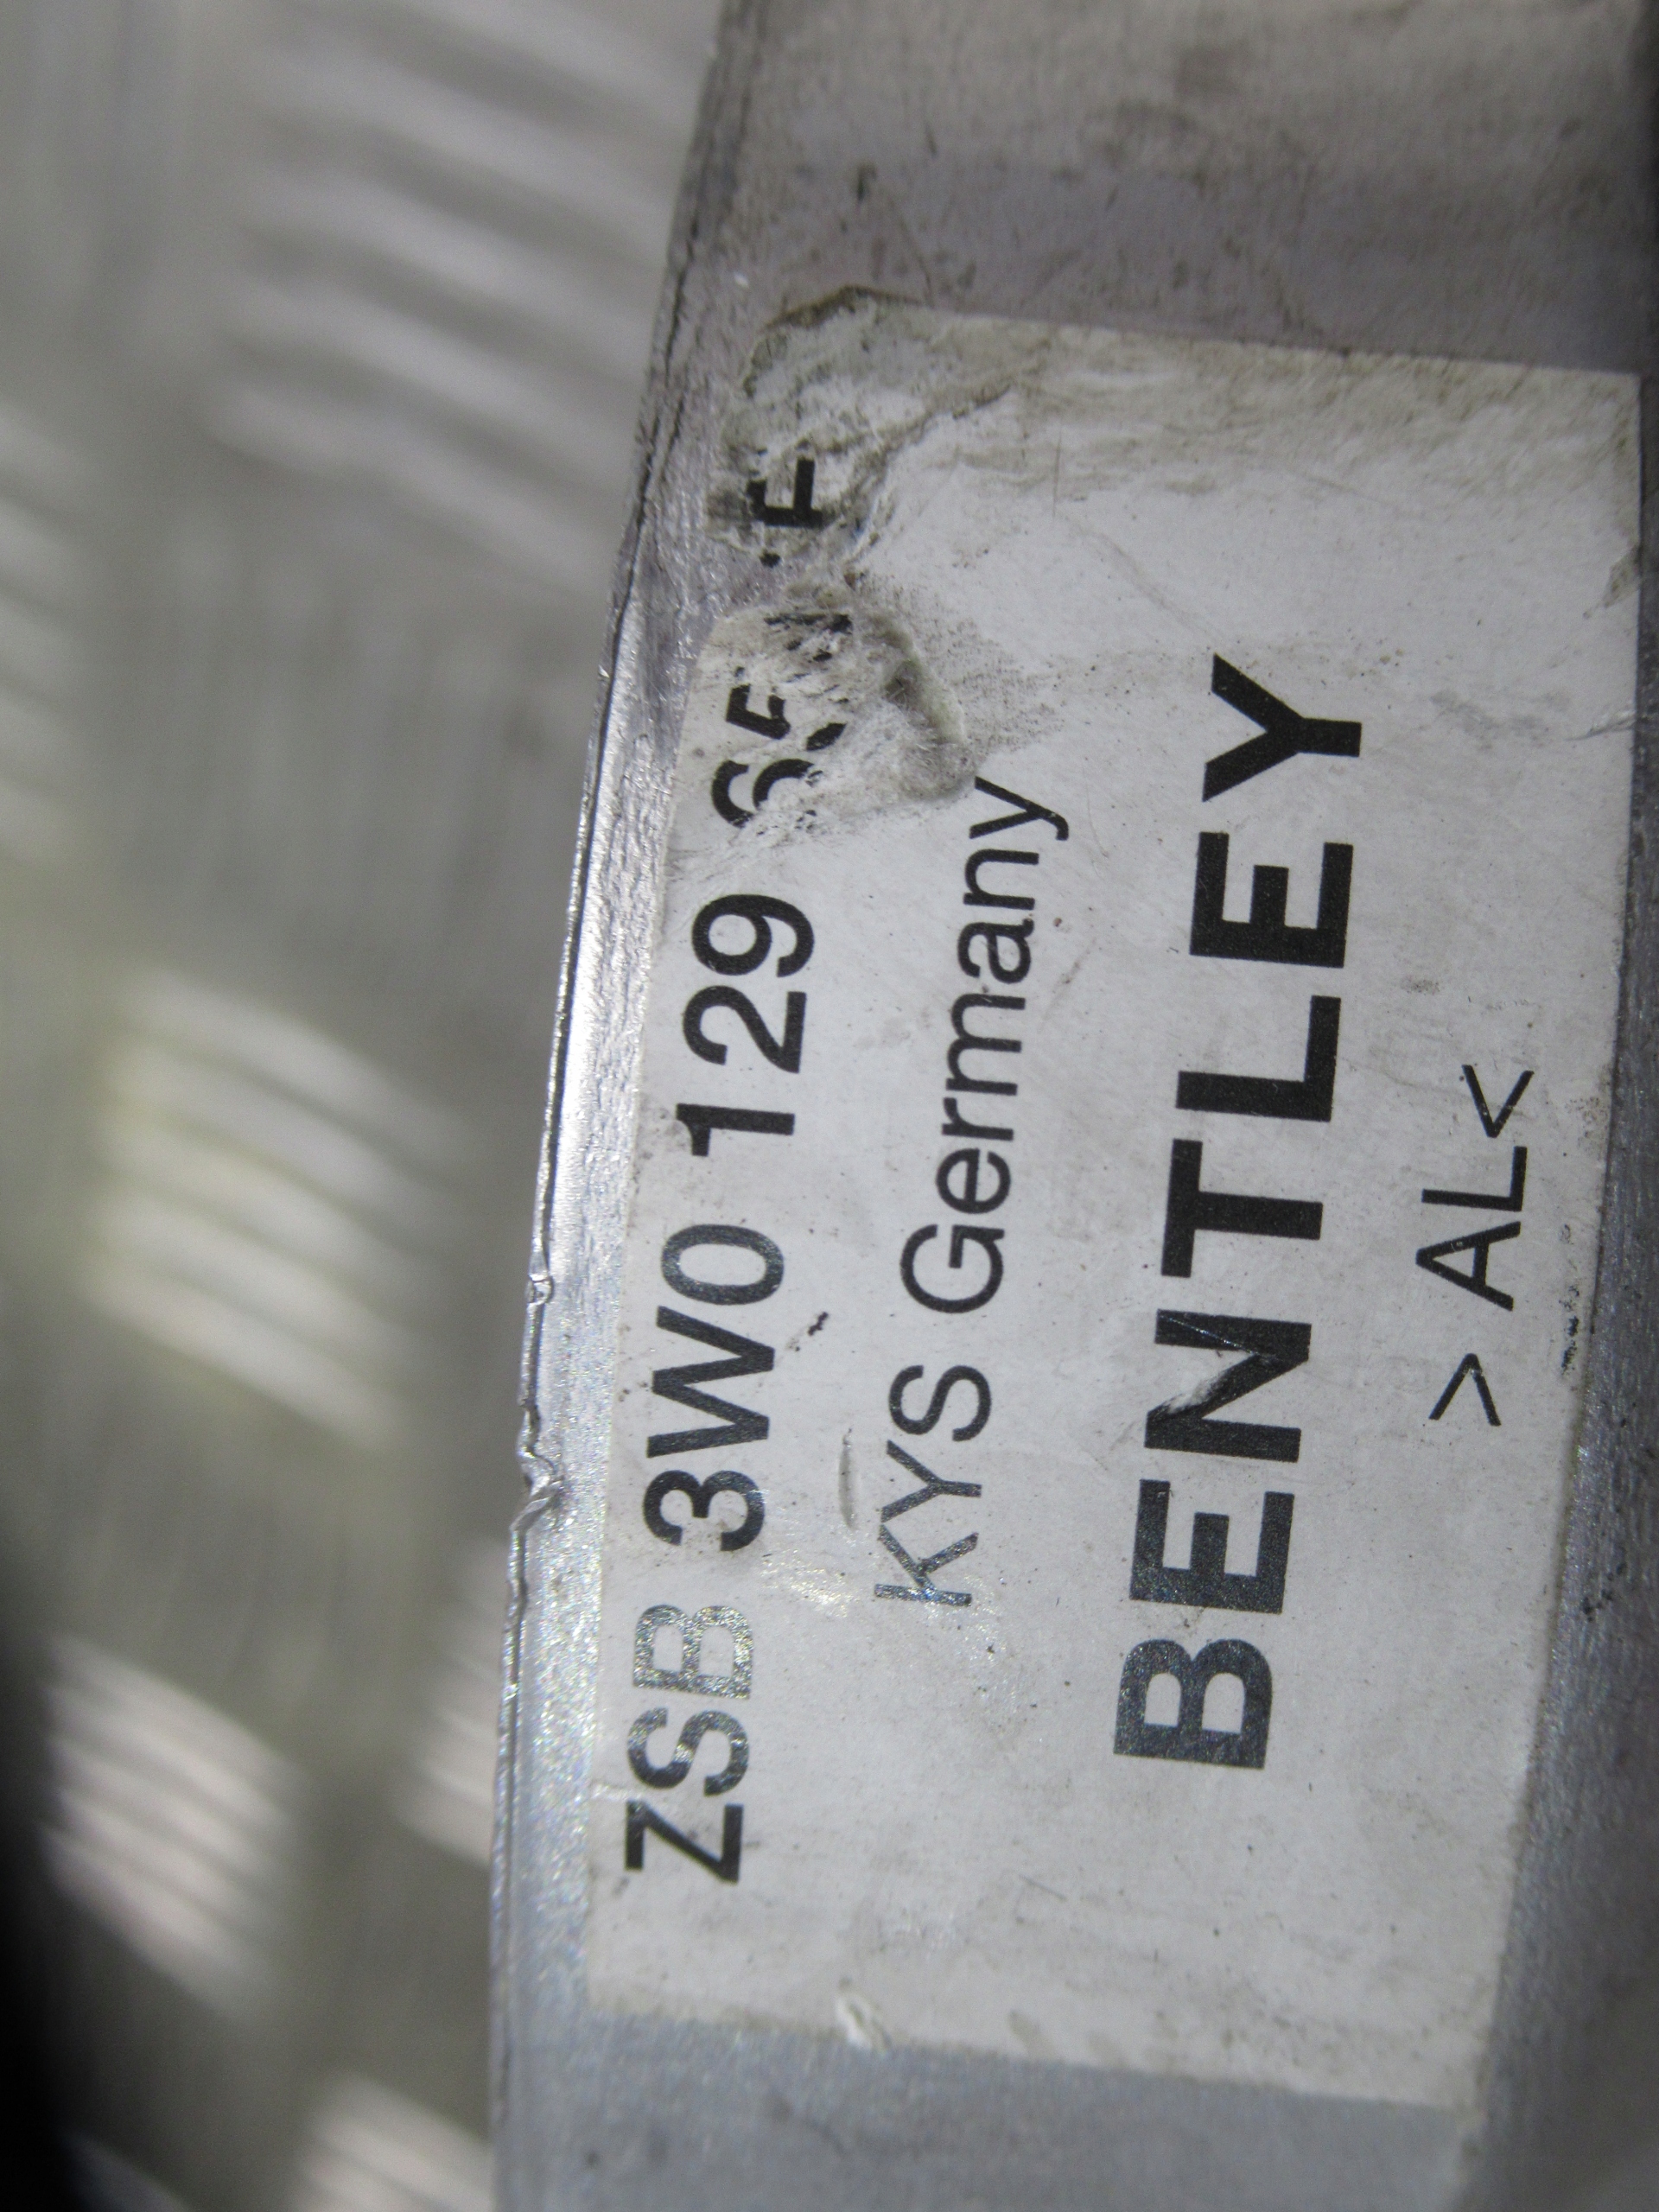 ZSB 3W0 129
KYS Germany
BENTLEY
> AL <